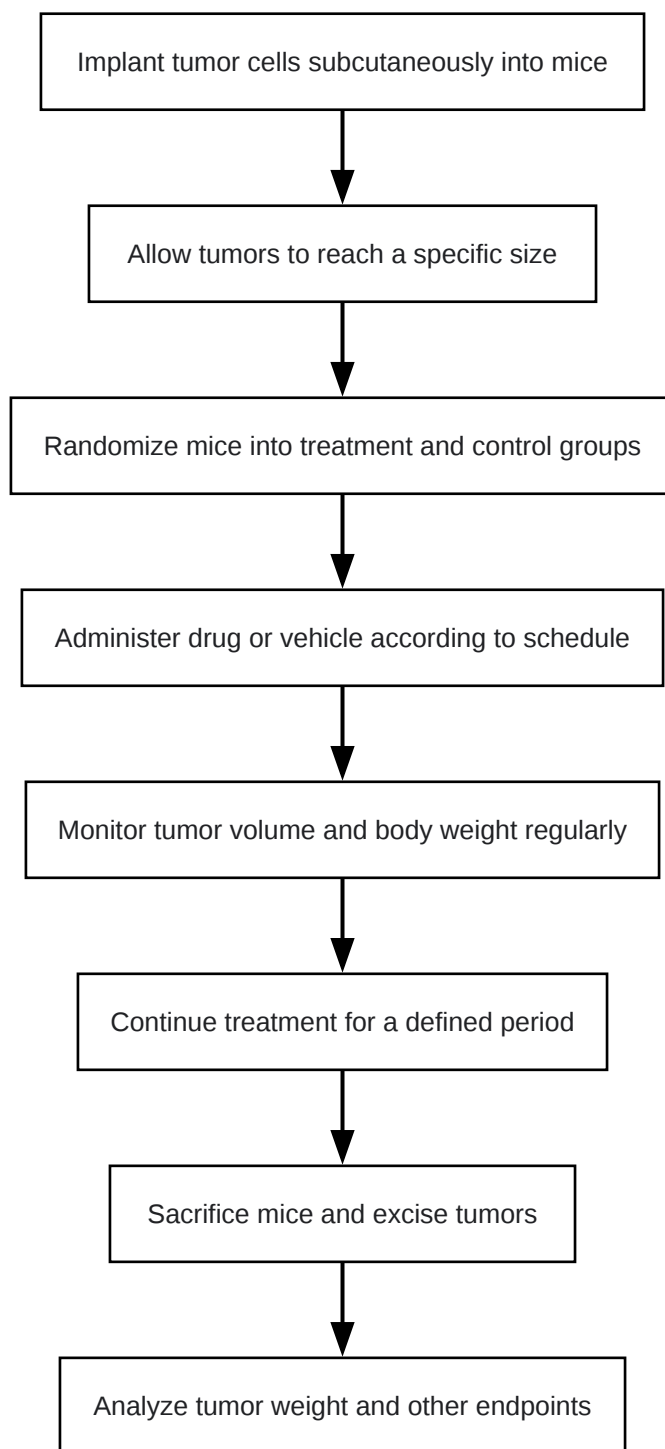 Implant tumor cells subcutaneously into mice
Allow tumors to reach a specific size
Randomize mice into treatment and control groups
Administer drug or vehicle according to schedule
Monitor tumor volume and body weight regularly
Continue treatment for a defined period
Sacrifice mice and excise tumors
Analyze tumor weight and other endpoints